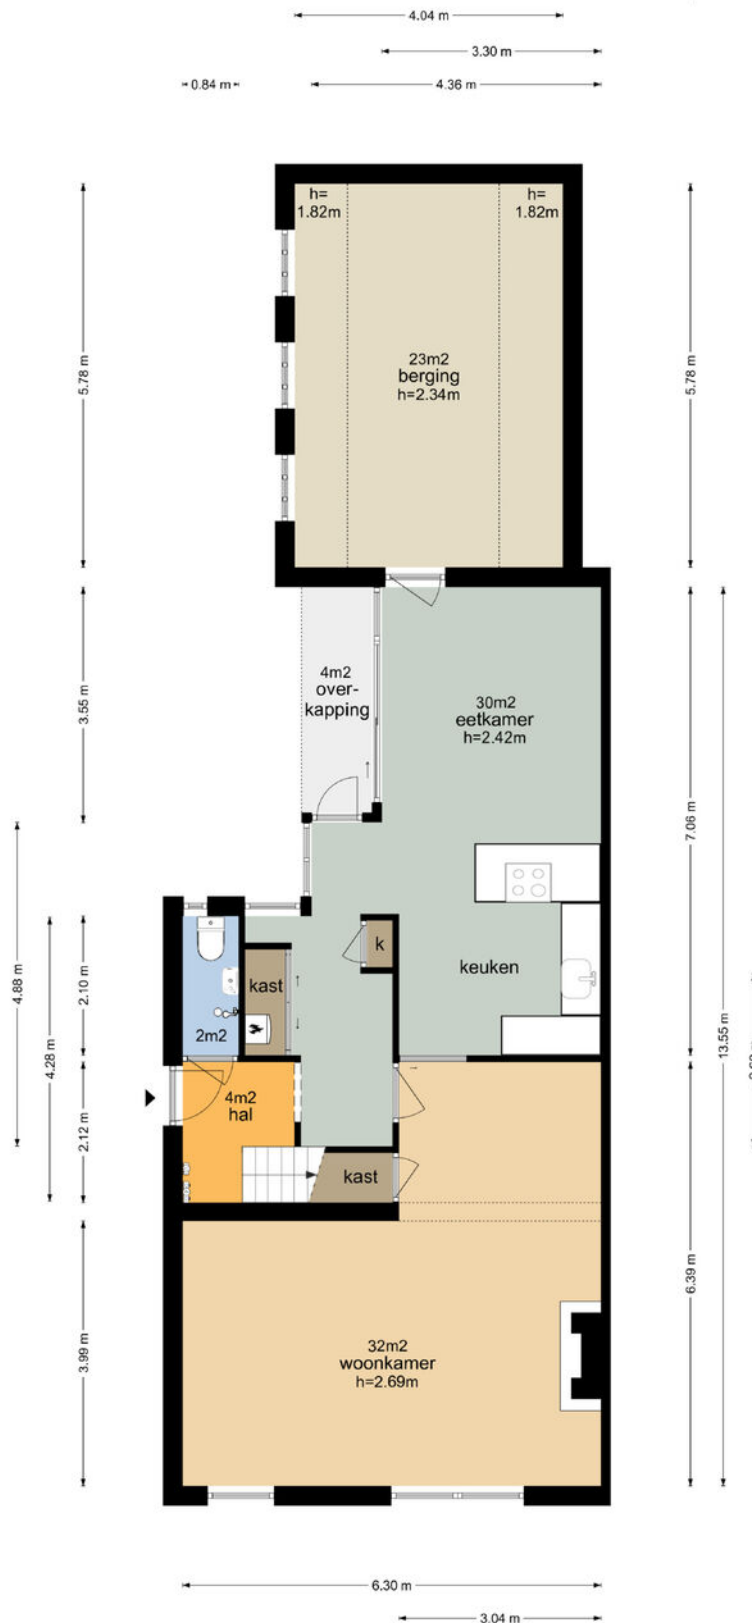 4.04 m
3.30 m
0.84 m
4.36 m
h=
1.82m
h=
1.82m
5.78 m
5.78 m
23m2
berging
h=2.34m
3.55 m
4m2
over-
kapping
30m2
eetkamer
h=2.42m
7.06 m
4.88 m
4.28 m
2.10 m
k
kast
keuken
2m2
13.55 m
4m2
hal
2.12 m
kast
6.39 m
3.99 m
32m2
woonkamer
h=2.69m
6.30 m
3.04 m